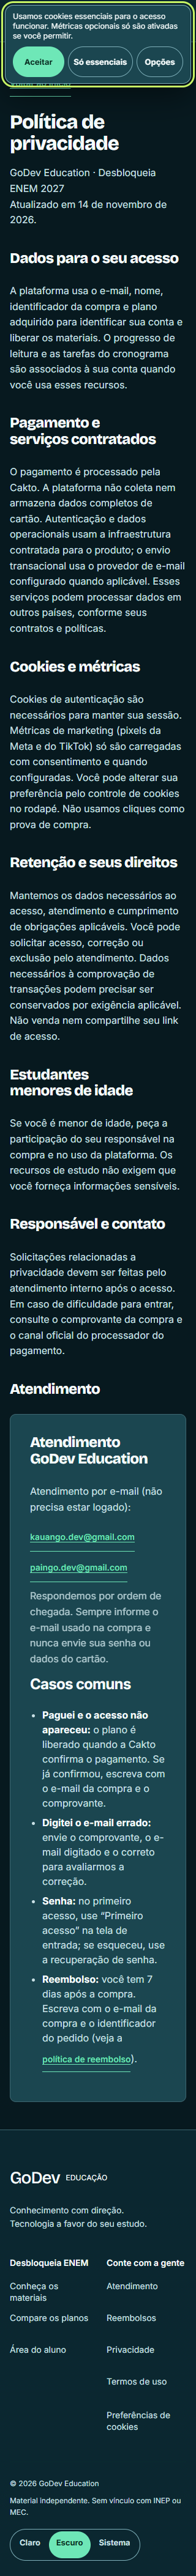 Usamos cookies essenciais para o acesso
funcionar. Métricas opcionais só são ativadas
se você permitir.
Aceitar
Só essenciais
Opções
Política de
privacidade
GoDev Education · Desbloqueia
ENEM 2027
Atualizado em 14 de novembro de
2026.
Dados para o seu acesso
A plataforma usa o e-mail, nome,
identificador da compra e plano
adquirido para identificar sua conta e
liberar os materiais. O progresso de
leitura e as tarefas do cronograma
são associados à sua conta quando
você usa esses recursos.
Pagamento e
serviços contratados
O pagamento é processado pela
Cakto. A plataforma não coleta nem
armazena dados completos de
cartão. Autenticação e dados
operacionais usam a infraestrutura
contratada para o produto; o envio
transacional usa o provedor de e-mail
configurado quando aplicável. Esses
serviços podem processar dados em
outros países, conforme seus
contratos e políticas.
Cookies e métricas
Cookies de autenticação são
necessários para manter sua sessão.
Métricas de marketing (pixels da
Meta e do TikTok) só são carregadas
com consentimento e quando
configuradas. Você pode alterar sua
preferência pelo controle de cookies
no rodapé. Não usamos cliques como
prova de compra.
Retenção e seus direitos
Mantemos os dados necessários ao
acesso, atendimento e cumprimento
de obrigações aplicáveis. Você pode
solicitar acesso, correção ou
exclusão pelo atendimento. Dados
necessários à comprovação de
transações podem precisar ser
conservados por exigência aplicável.
Não venda nem compartilhe seu link
de acesso.
Estudantes
menores de idade
Se você é menor de idade, peça a
participação do seu responsável na
compra e no uso da plataforma. Os
recursos de estudo não exigem que
você forneça informações sensíveis.
Responsável e contato
Solicitações relacionadas a
privacidade devem ser feitas pelo
atendimento interno após o acesso.
Em caso de dificuldade para entrar,
consulte o comprovante da compra e
o canal oficial do processador do
pagamento.
Atendimento
Atendimento
GoDev Education
Atendimento por e-mail (não
precisa estar logado):
kauango.dev@gmail.com
paingo.dev@gmail.com
Respondemos por ordem de
chegada. Sempre informe o
e-mail usado na compra e
nunca envie sua senha ou
dados do cartão.
Casos comuns
• Paguei e o acesso não
apareceu: o plano é
liberado quando a Cakto
confirma o pagamento. Se
já confirmou, escreva com
o e-mail da compra e o
comprovante.
• Digitei o e-mail errado:
envie o comprovante, o e-
mail digitado e o correto
para avaliarmos a
correção.
• Senha: no primeiro
acesso, use “Primeiro
acesso” na tela de
entrada; se esqueceu, use
a recuperação de senha.
• Reembolso: você tem 7
dias após a compra.
Escreva com o e-mail da
compra e o identificador
do pedido (veja a
política de reembolso).
GoDev EDUCAÇÃO
Conhecimento com direção.
Tecnologia a favor do seu estudo.
Desbloqueia ENEM
Conheça os
materiais
Compare os planos
Área do aluno
Conte com a gente
Atendimento
Reembolsos
Privacidade
Termos de uso
Preferências de
cookies
© 2026 GoDev Education
Material independente. Sem vínculo com INEP ou
MEC.
Claro
Escuro
Sistema